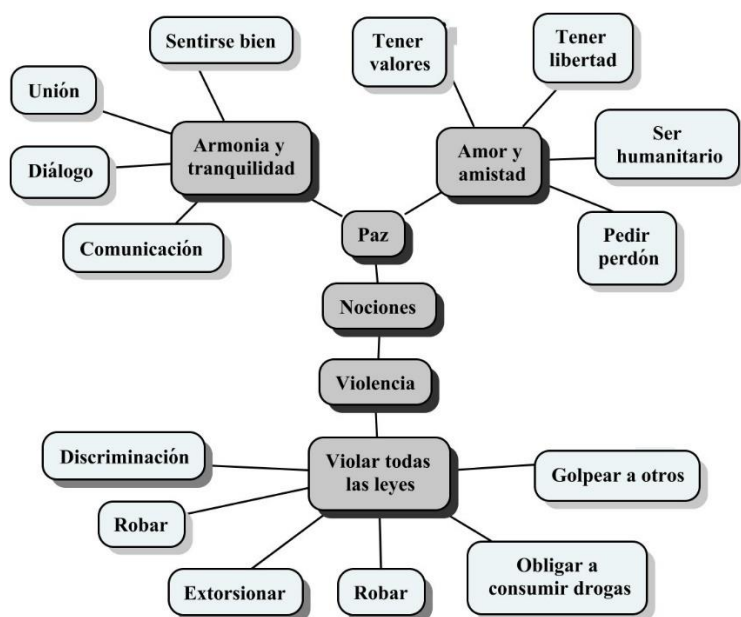 Sentirse bien
Unión
Diálogo
Comunicación
Armonia y
tranquilidad
Tener
valores
Tener
libertad
Ser
humanitario
Pedir
perdón
Amor y
amistad
Paz
Nociones
Violencia
Violar todas
las leyes
Discriminación
Robar
Extorsionar
Robar
Obligar a
consumir drogas
Golpear a otros